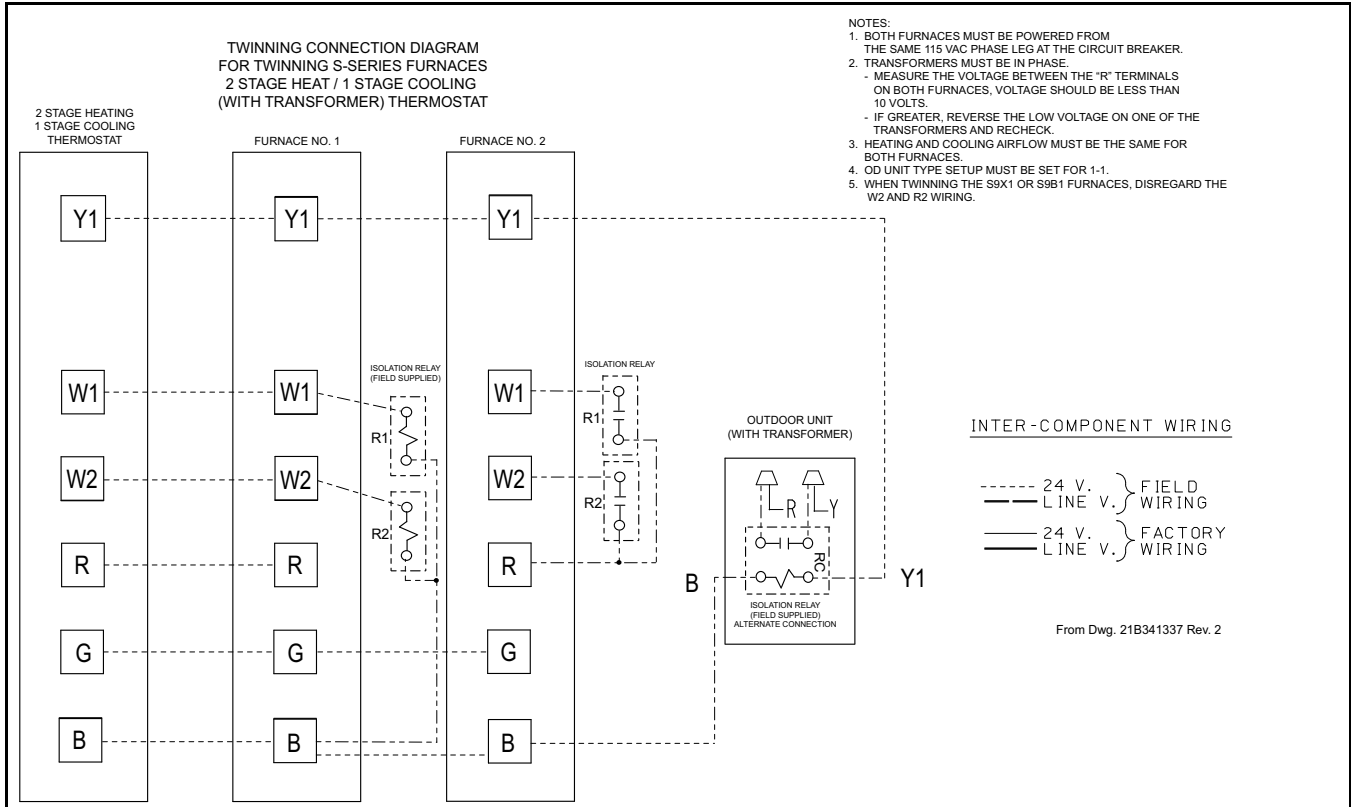 TWINNING CONNECTION DIAGRAM
FOR TWINNING S-SERIES FURNACES
2 STAGE HEAT / 1 STAGE COOLING
(WITH TRANSFORMER) THERMOSTAT
NOTES:
1. BOTH FURNACES MUST BE POWERED FROM
THE SAME 115 VAC PHASE LEG AT THE CIRCUIT BREAKER.
2. TRANSFORMERS MUST BE IN PHASE.
- MEASURE THE VOLTAGE BETWEEN THE “R” TERMINALS
ON BOTH FURNACES, VOLTAGE SHOULD BE LESS THAN
10 VOLTS.
- IF GREATER, REVERSE THE LOW VOLTAGE ON ONE OF THE
TRANSFORMERS AND RECHECK.
3. HEATING AND COOLING AIRFLOW MUST BE THE SAME FOR
BOTH FURNACES.
4. OD UNIT TYPE SETUP MUST BE SET FOR 1-1.
5. WHEN TWINNING THE S9X1 OR S9B1 FURNACES, DISREGARD THE
W2 AND R2 WIRING.
2 STAGE HEATING
1 STAGE COOLING
THERMOSTAT
Y1
W1
W2
R
G
B
FURNACE NO. 1
Y1
W1
W2
R
G
B
ISOLATION RELAY
(FIELD SUPPLIED)
R1
R2
FURNACE NO. 2
Y1
W1
W2
R
G
B
ISOLATION RELAY
R1
R2
OUTDOOR UNIT
(WITH TRANSFORMER)
R
Y
RC
B
Y1
ISOLATION RELAY
(FIELD SUPPLIED)
ALTERNATE CONNECTION
INTER-COMPONENT WIRING
24 V.
LINE V.
FIELD
WIRING
24 V.
LINE V.
FACTORY
WIRING
From Dwg. 21B341337 Rev. 2